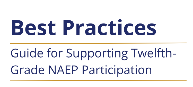 Best Practices
Guide for Supporting Twelfth-
Grade NAEP Participation